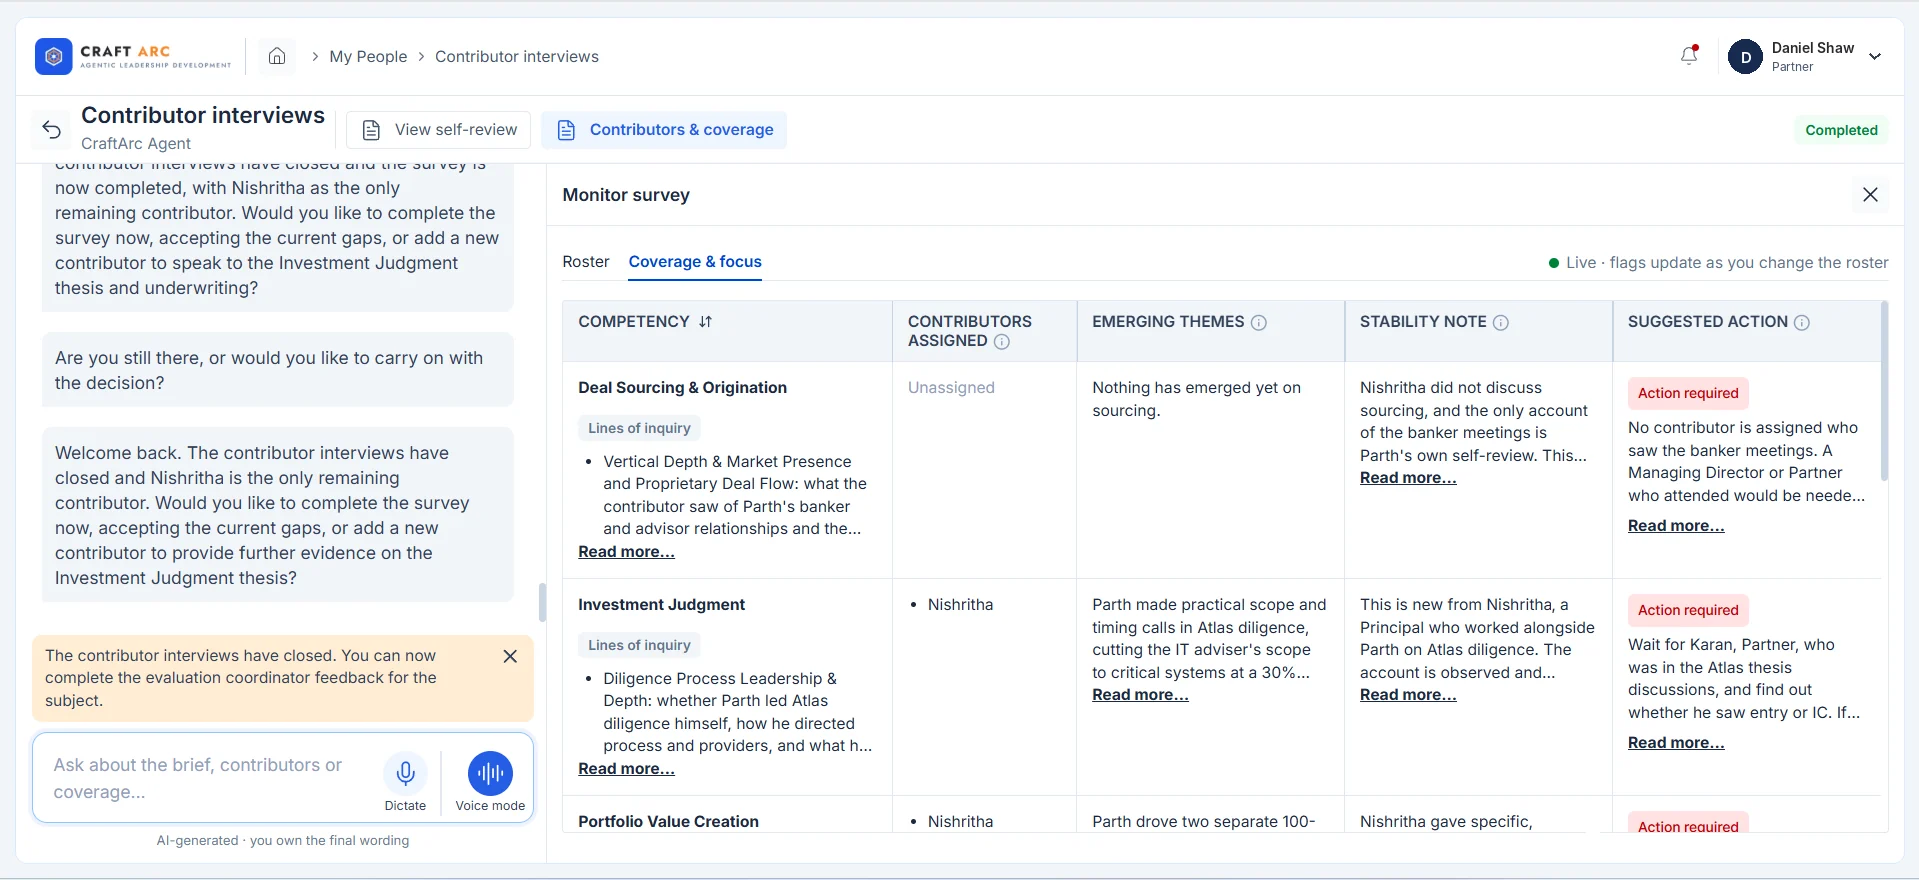 CRAFT ARC
AGENTIC LEADERSHIP DEVELOPMENT
My People
Contributor interviews
D
Daniel Shaw
Partner
Contributor interviews
CraftArc Agent
View self-review
Contributors & coverage
Completed
contributor interviews have closed and the survey is
now completed, with Nishritha as the only
remaining contributor. Would you like to complete the
survey now, accepting the current gaps, or add a new
contributor to speak to the Investment Judgment
thesis and underwriting?
Are you still there, or would you like to carry on with
the decision?
Welcome back. The contributor interviews have
closed and Nishritha is the only remaining
contributor. Would you like to complete the survey
now, accepting the current gaps, or add a new
contributor to provide further evidence on the
Investment Judgment thesis?
The contributor interviews have closed. You can now
complete the evaluation coordinator feedback for the
subject.
Ask about the brief, contributors or
coverage...
Dictate
Voice mode
AI-generated · you own the final wording
Monitor survey
Roster
Coverage & focus
Live · flags update as you change the roster
COMPETENCY
CONTRIBUTORS
ASSIGNED
EMERGING THEMES
STABILITY NOTE
SUGGESTED ACTION
Deal Sourcing & Origination
Lines of inquiry
• Vertical Depth & Market Presence
and Proprietary Deal Flow: what the
contributor saw of Parth's banker
and advisor relationships and the...
Read more...
Unassigned
Nothing has emerged yet on
sourcing.
Nishritha did not discuss
sourcing, and the only account
of the banker meetings is
Parth's own self-review. This...
Read more...
Action required
No contributor is assigned who
saw the banker meetings. A
Managing Director or Partner
who attended would be neede...
Read more...
Investment Judgment
Lines of inquiry
• Diligence Process Leadership &
Depth: whether Parth led Atlas
diligence himself, how he directed
process and providers, and what h...
Read more...
• Nishritha
Parth made practical scope and
timing calls in Atlas diligence,
cutting the IT adviser's scope
to critical systems at a 30%...
Read more...
This is new from Nishritha, a
Principal who worked alongside
Parth on Atlas diligence. The
account is observed and...
Read more...
Action required
Wait for Karan, Partner, who
was in the Atlas thesis
discussions, and find out
whether he saw entry or IC. If...
Read more...
Portfolio Value Creation
• Nishritha
Parth drove two separate 100-
Nishritha gave specific,
Action required